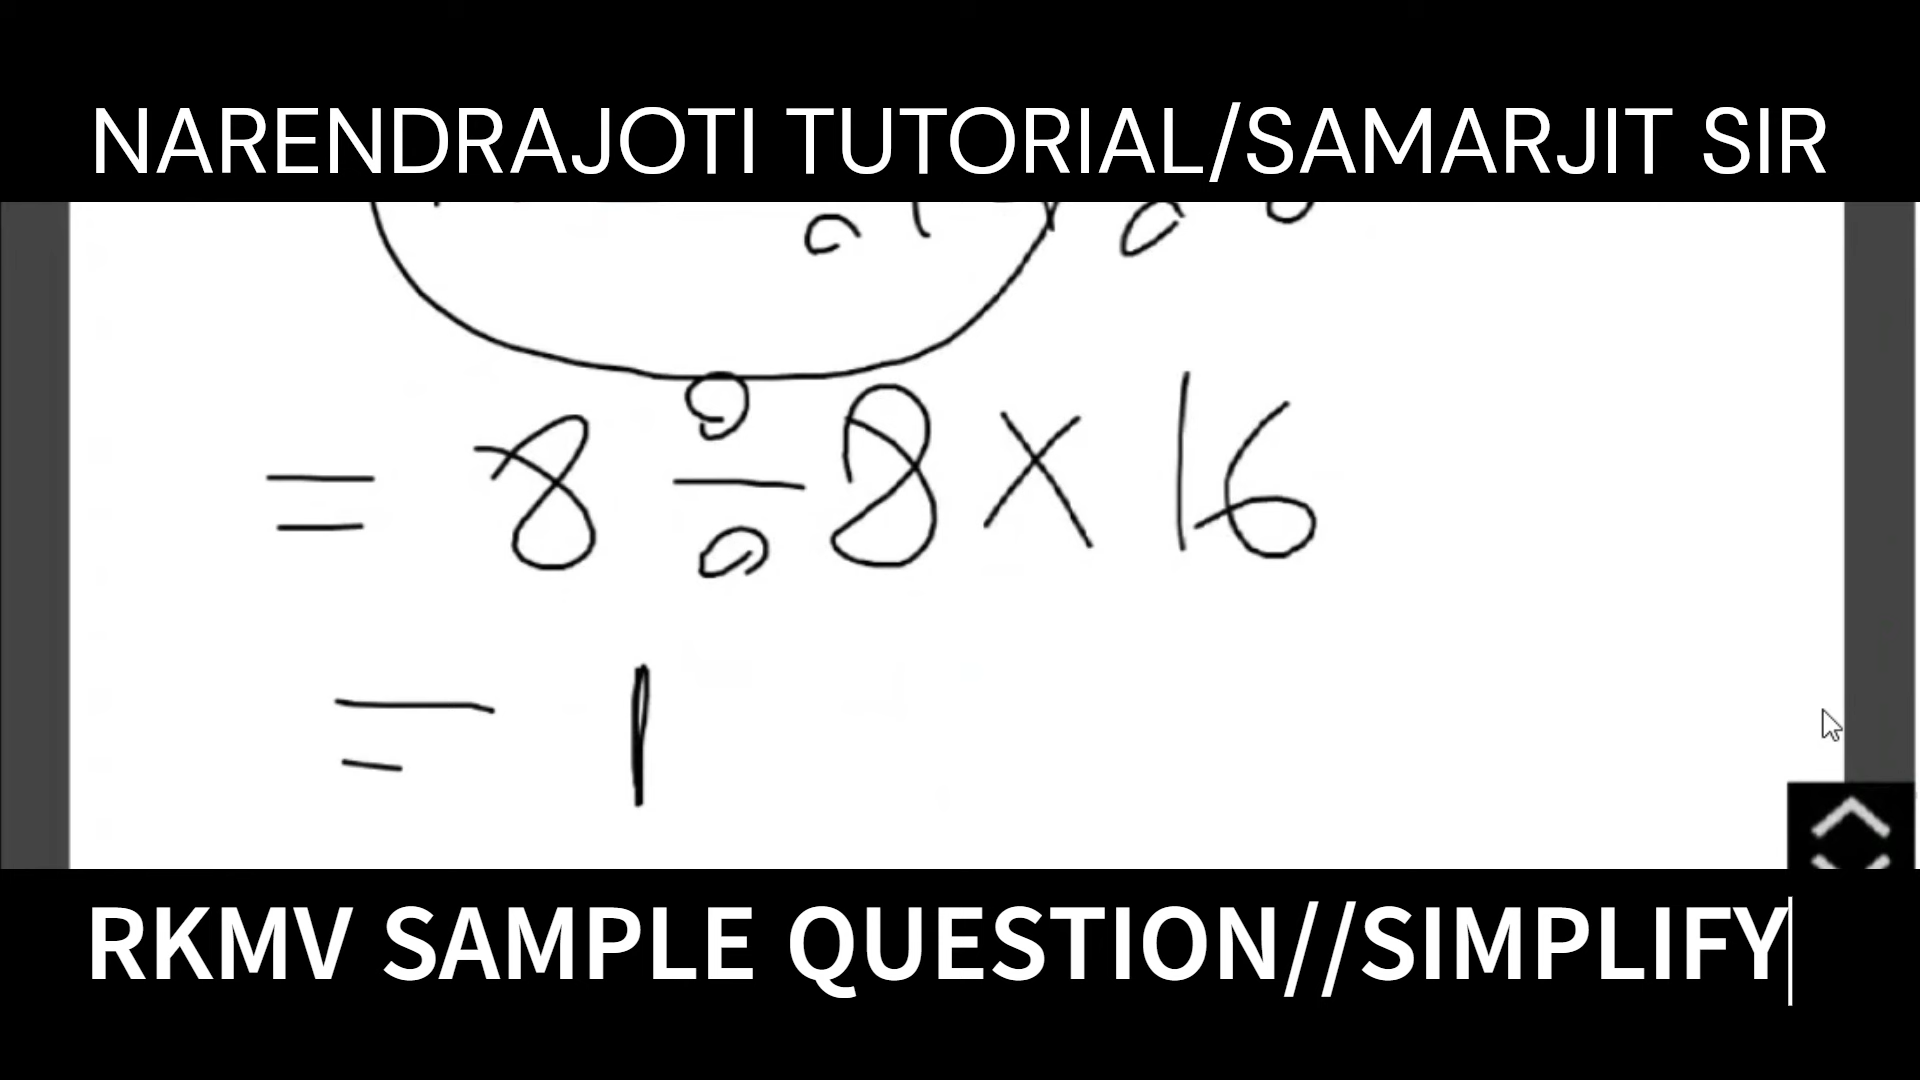 NARENDRAJOTI TUTORIAL/SAMARJIT SIR
= 8 ÷ 8 × 16
= 1
RKMV SAMPLE QUESTION//SIMPLIFY